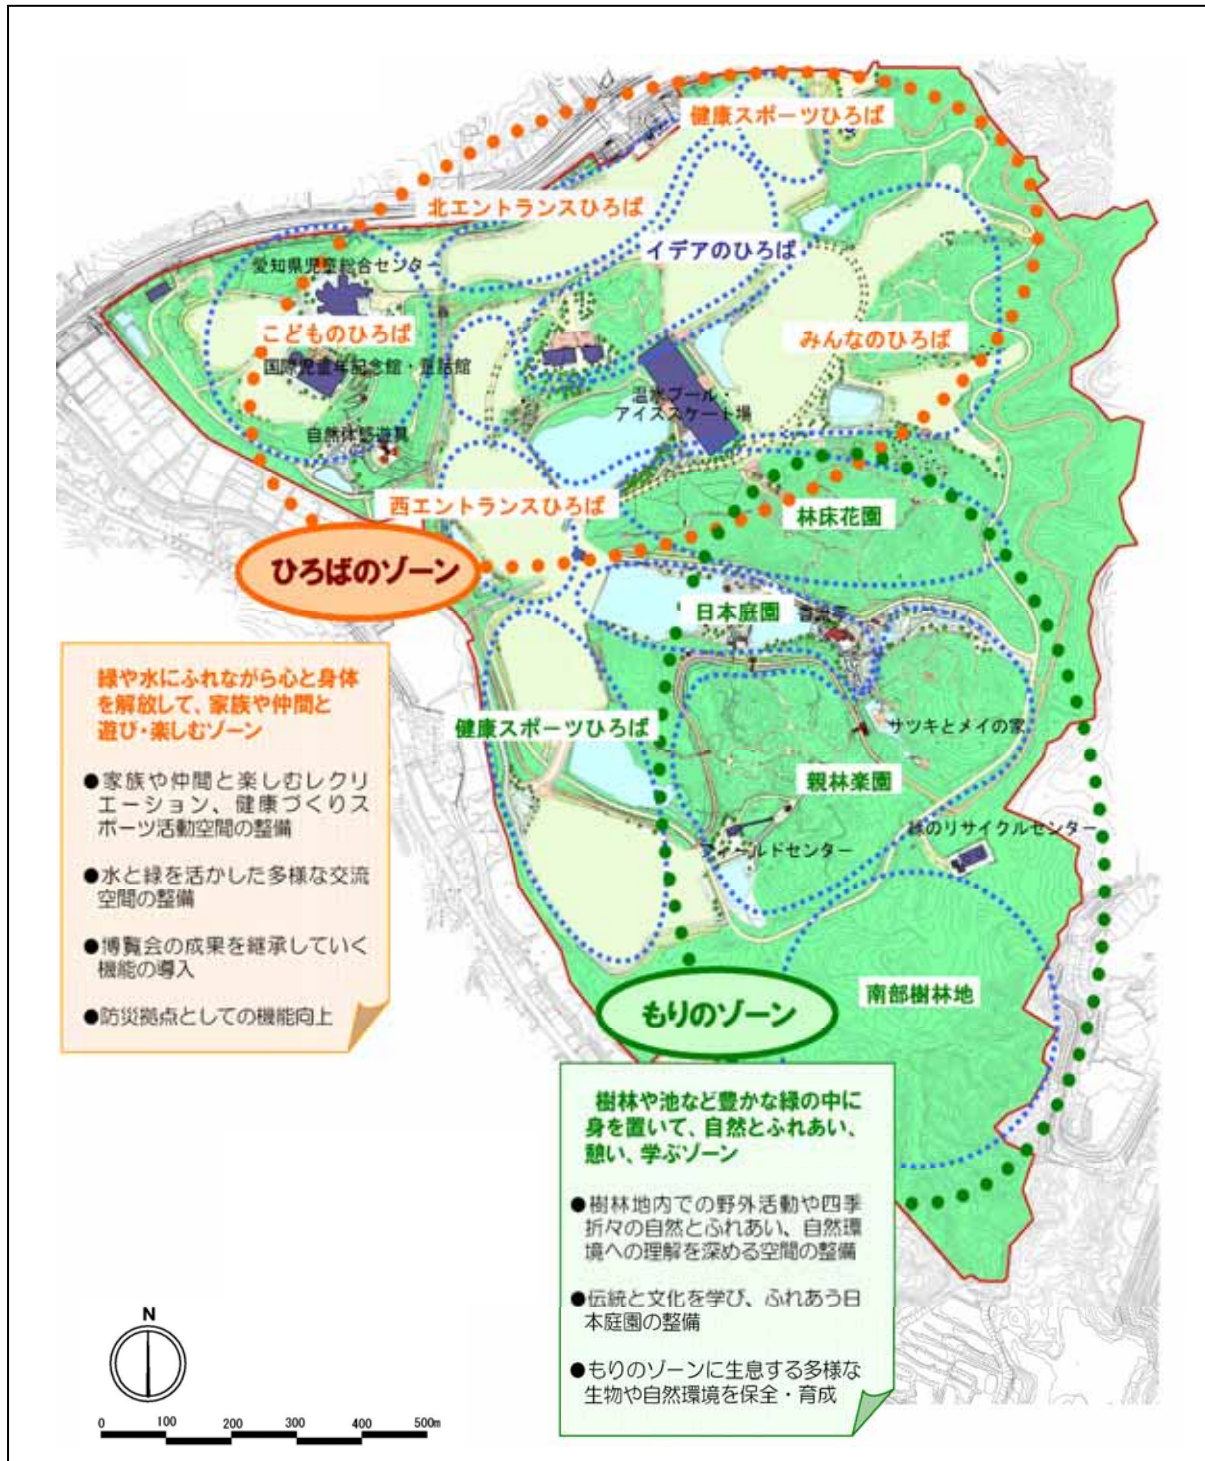 健康スポーツひろば
北エントランスひろば
イデアのひろば
愛知県児童総合センター
こどものひろば
みんなのひろば
国際児童年記念館・童話館
温水プール
アイススケート場
自然体感遊具
西エントランスひろば
林床花園
ひろばのゾーン
日本庭園
緑や水にふれながら心と身体
を解放して、家族や仲間と
遊び・楽しむゾーン
●家族や仲間と楽しむレクリ
エーション、健康づくりス
ポーツ活動空間の整備
●水と緑を活かした多様な交流
空間の整備
●博覧会の成果を継承していく
機能の導入
●防災拠点としての機能向上
健康スポーツひろば
サツキとメイの家
親林楽園
緑のリサイクルセンター
フィールドセンター
南部樹林地
もりのゾーン
樹林や池など豊かな緑の中に
身を置いて、自然とふれあい、
憩い、学ぶゾーン
●樹林地内での野外活動や四季
折々の自然とふれあい、自然環
境への理解を深める空間の整備
●伝統と文化を学び、ふれあう日
本庭園の整備
●もりのゾーンに生息する多様な
生物や自然環境を保全・育成
N
0 100 200 300 400 500m